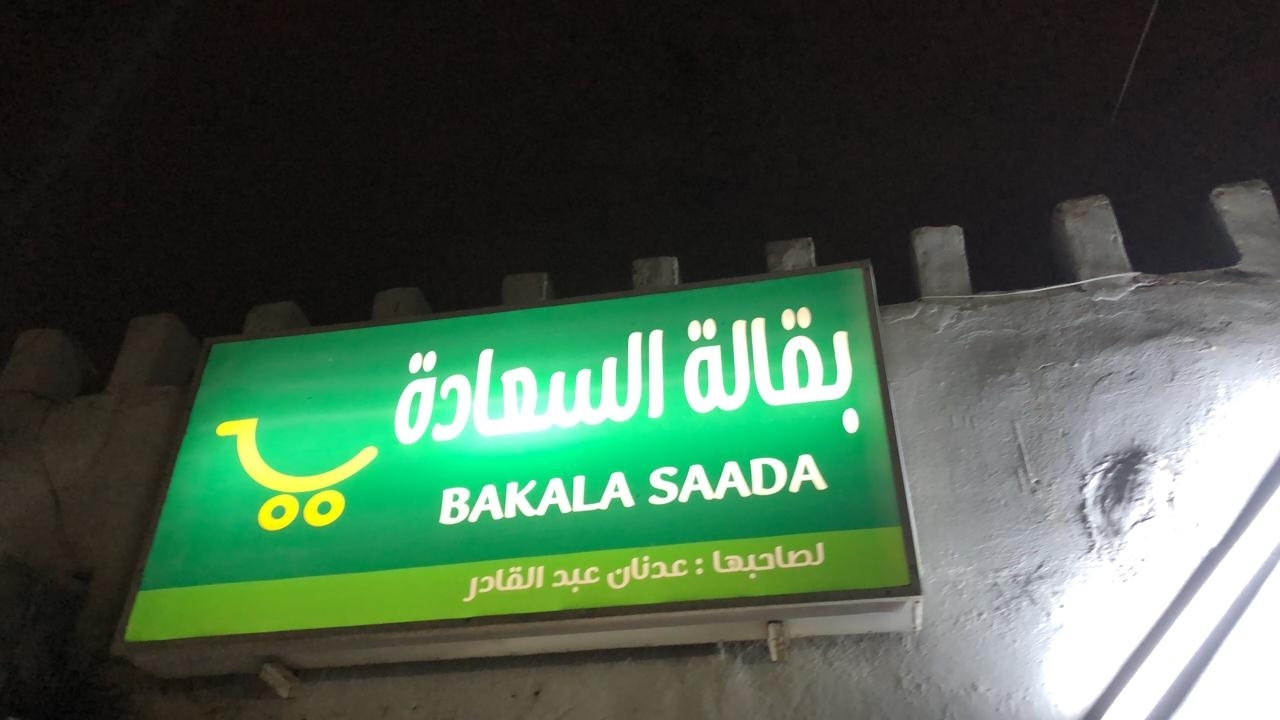 بقالة السعادة
BAKALA SAADA
لصاحبها : عدنان عبد القادر